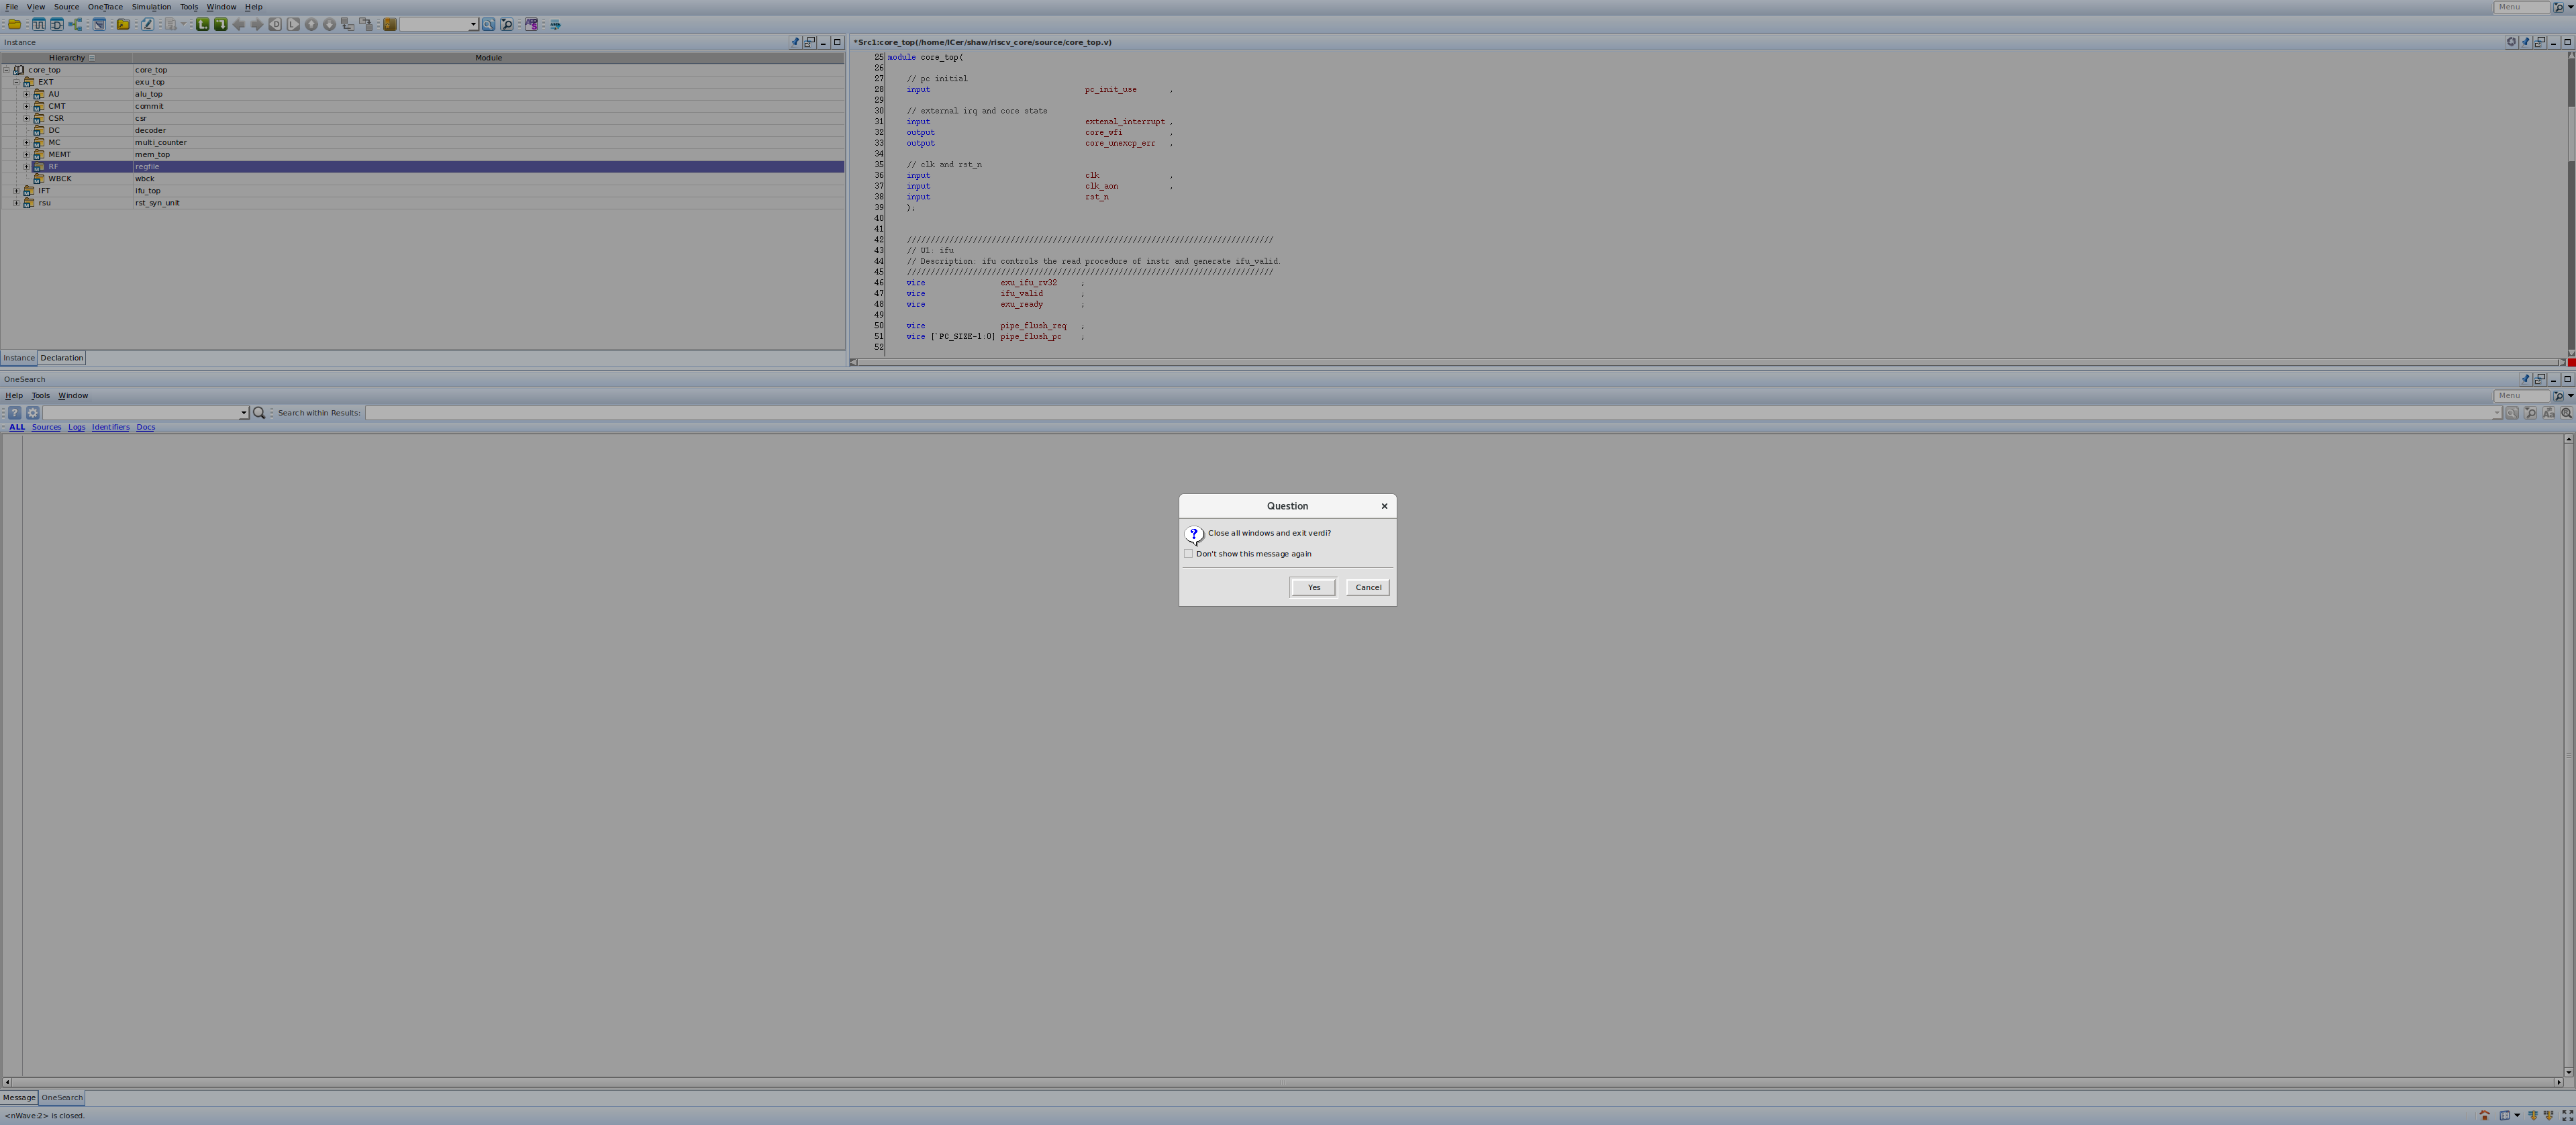 File View Source OneTrace Simulation Tools Window Help
Menu
Instance
*Src1:core_top(/home/ICer/shaw/riscv_core/source/core_top.v)
Hierarchy Module
core_top core_top
EXT exu_top
AU alu_top
CMT commit
CSR csr
DC decoder
MC multi_counter
MEMT mem_top
RF regfile
WBCK wbck
IFT ifu_top
rsu rst_syn_unit
Instance Declaration
25 module core_top(
26
27 // pc initial
28 input pc_init_use ,
29
30 // external irq and core state
31 input extenal_interrupt ,
32 output core_wfi ,
33 output core_unexcp_err ,
34
35 // clk and rst_n
36 input clk ,
37 input clk_aon ,
38 input rst_n
39 );
40
41
42 //////////////////////////////////////////////////////////////////////////////
43 // U1: ifu
44 // Description: ifu controls the read procedure of instr and generate ifu_valid.
45 //////////////////////////////////////////////////////////////////////////////
46 wire exu_ifu_rv32 ;
47 wire ifu_valid ;
48 wire exu_ready ;
49
50 wire pipe_flush_req ;
51 wire [`PC_SIZE-1:0] pipe_flush_pc ;
52
OneSearch
Help Tools Window
Menu
Search within Results:
ALL Sources Logs Identifiers Docs
Question
Close all windows and exit verdi?
Don't show this message again
Yes Cancel
Message OneSearch
<nWave:2> is closed.